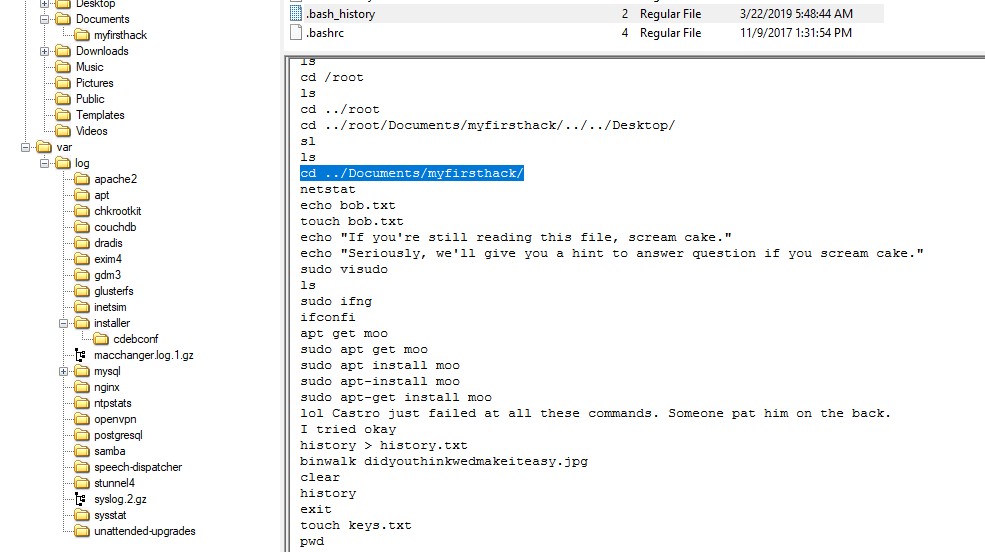 Desktop
Documents
myfirsthack
Downloads
Music
Pictures
Public
Templates
Videos
var
log
apache2
apt
chkrootkit
couchdb
dradis
exim4
gdm3
glusterfs
inetsim
installer
cdebconf
macchanger.log.1.gz
mysql
nginx
ntpstats
openvpn
postgresql
samba
speech-dispatcher
stunnel4
syslog.2.gz
sysstat
unattended-upgrades
.bash_history 2 Regular File 3/22/2019 5:48:44 AM
.bashrc 4 Regular File 11/9/2017 1:31:54 PM
ls
cd /root
ls
cd ../root
cd ../root/Documents/myfirsthack/../../Desktop/
sl
ls
cd ../Documents/myfirsthack/
netstat
echo bob.txt
touch bob.txt
echo "If you're still reading this file, scream cake."
echo "Seriously, we'll give you a hint to answer question if you scream cake."
sudo visudo
ls
sudo ifng
ifconfi
apt get moo
sudo apt get moo
sudo apt install moo
sudo apt-install moo
sudo apt-get install moo
lol Castro just failed at all these commands. Someone pat him on the back.
I tried okay
history > history.txt
binwalk didyouthinkwedmakeiteasy.jpg
clear
history
exit
touch keys.txt
pwd